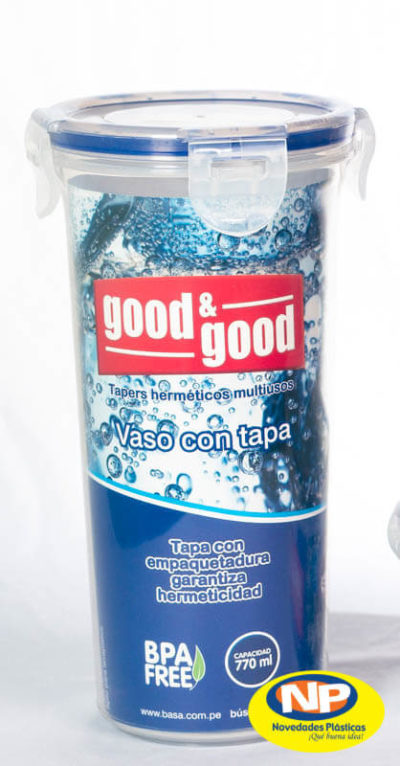 good &
good
Tapers herméticos multiusos
Vaso con tapa
Tapa con
empaquetadura
garantiza
hermeticidad
BPA
FREE
CAPACIDAD
770 ml
www.basa.com.pe
NP
Novedades Plásticas
¡Qué buena idea!